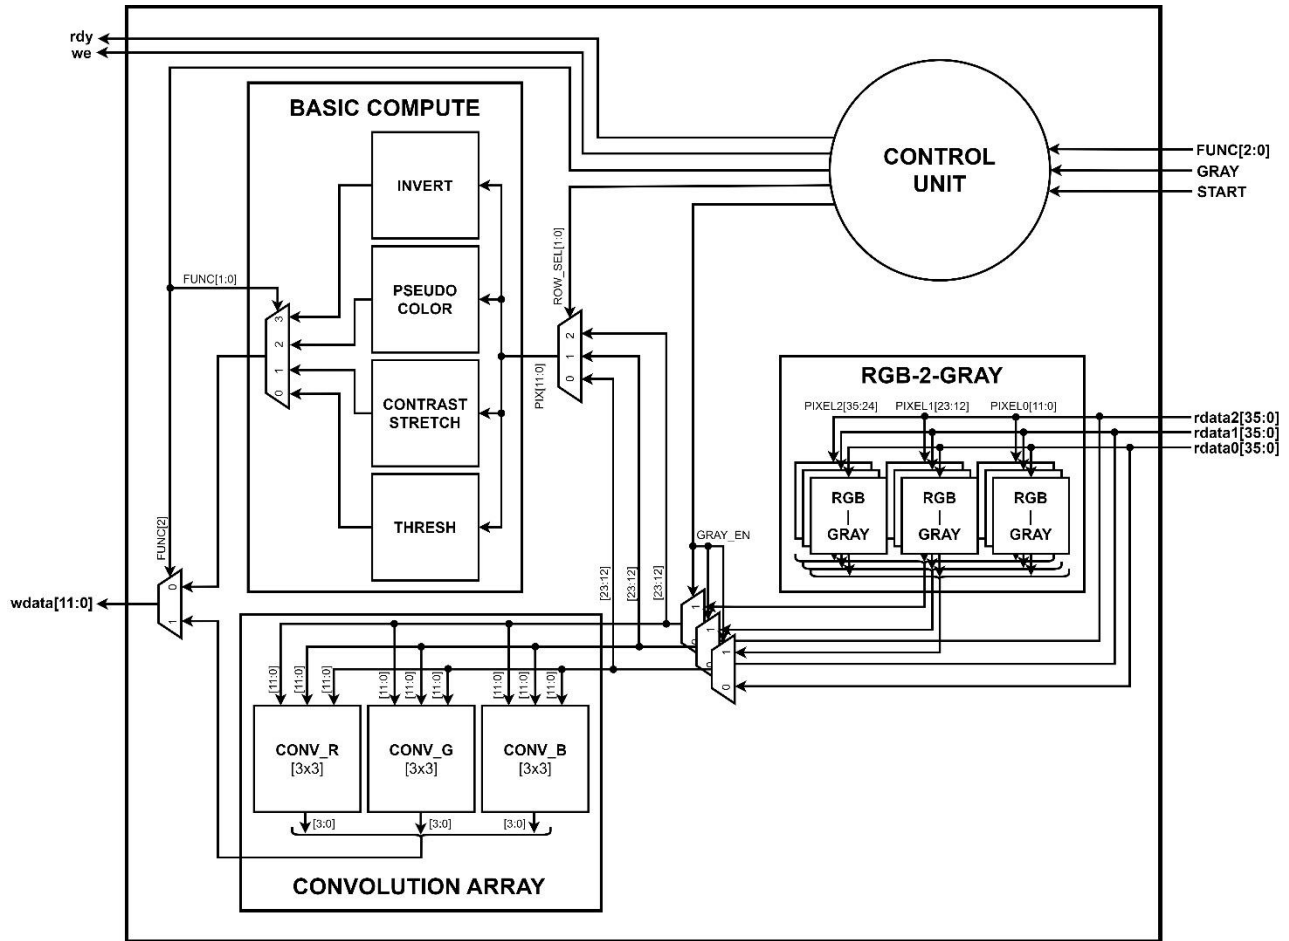 rdy
we
BASIC COMPUTE
INVERT
PSEUDO
COLOR
CONTRAST
STRETCH
THRESH
FUNC[1:0]
3
2
1
0
FUNC[2]
0
1
wdata[11:0]
ROW_SEL[1:0]
2
1
0
PIX[11:0]
CONTROL
UNIT
FUNC[2:0]
GRAY
START
RGB-2-GRAY
PIXEL2[35:24]
PIXEL1[23:12]
PIXEL0[11:0]
rdata2[35:0]
rdata1[35:0]
rdata0[35:0]
RGB
|
GRAY
RGB
|
GRAY
RGB
|
GRAY
GRAY_EN
[23:12]
[23:12]
[23:12]
1
1
1
0
[11:0]
[11:0]
[11:0]
[11:0]
[11:0]
[11:0]
[11:0]
[11:0]
[11:0]
CONV_R
[3x3]
CONV_G
[3x3]
CONV_B
[3x3]
[3:0]
[3:0]
[3:0]
CONVOLUTION ARRAY